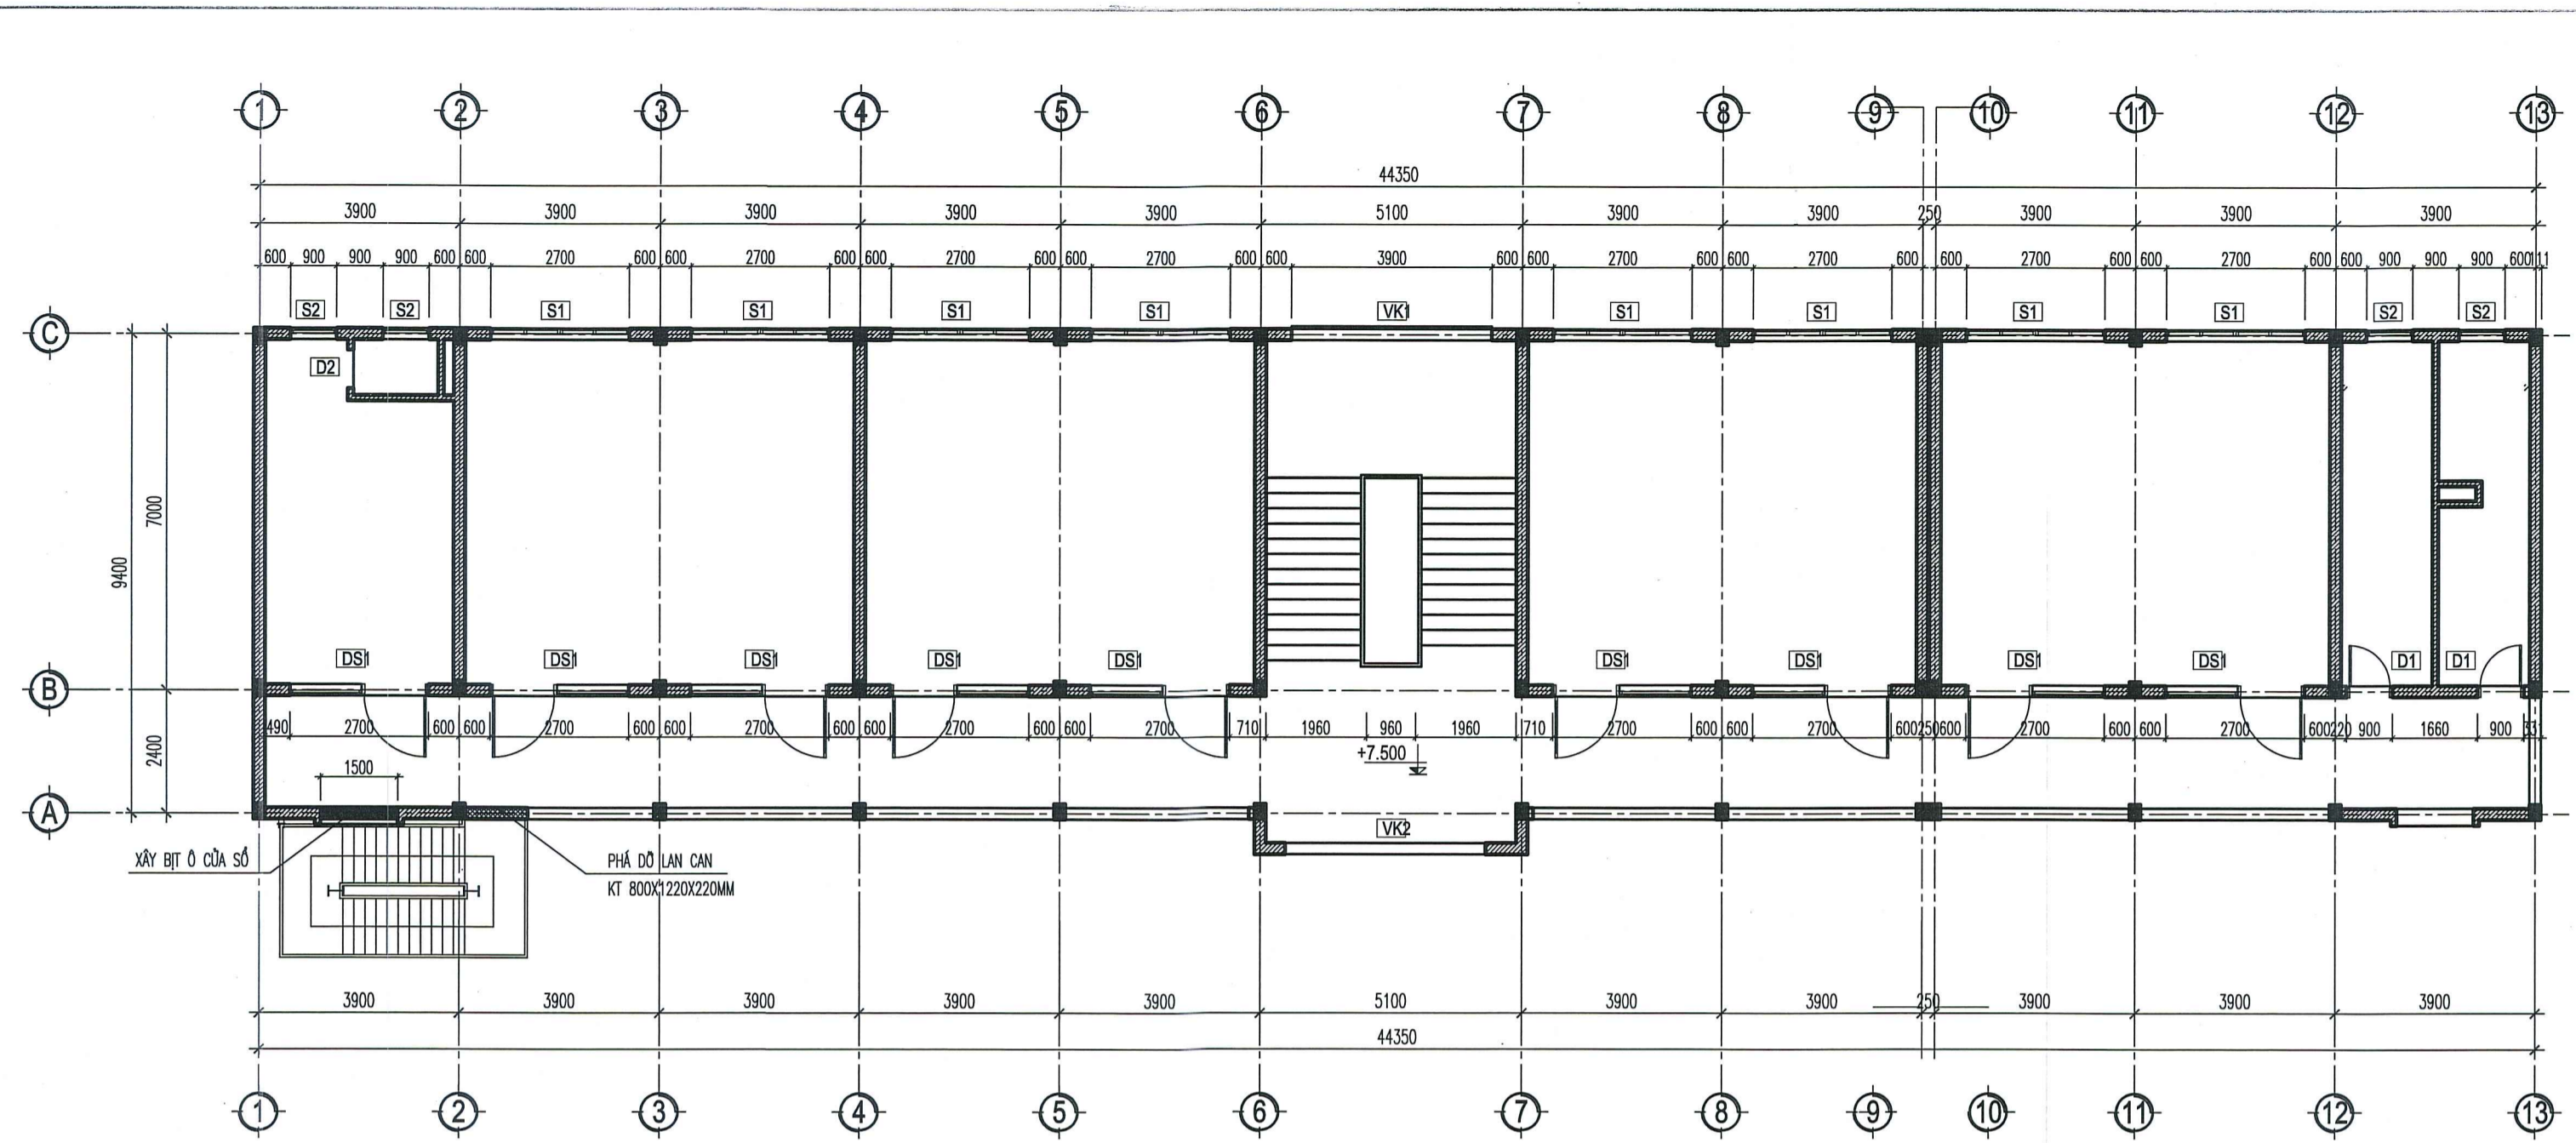 1 2 3 4 5 6 7 8 9 10 11 12 13
44350
3900 3900 3900 3900 3900 5100 3900 3900 250 3900 3900 3900
600 900 900 900 600 600 2700 600 600 2700 600 600 2700 600 600 2700 600 600 3900 600 600 2700 600 600 2700 600 600 2700 600 600 2700 600 600 900 900 900 600 111
S2 S2 S1 S1 S1 S1 VK1 S1 S1 S1 S1 S2 S2
C
D2
7000
9400
DS1 DS1 DS1 DS1 DS1 DS1 DS1 DS1 DS1 D1 D1
B
490 2700 600 600 2700 600 600 2700 600 600 2700 600 600 2700 710 1960 960 1960 710 2700 600 600 2700 600 250 600 2700 600 600 2700 600 220 900 1660 900
2400
+7.500
1500
A
VK2
XÂY BỊT Ô CỬA SỔ
PHÁ DỠ LAN CAN
KT 800X1220X220MM
3900 3900 3900 3900 3900 5100 3900 3900 250 3900 3900 3900
44350
1 2 3 4 5 6 7 8 9 10 11 12 13